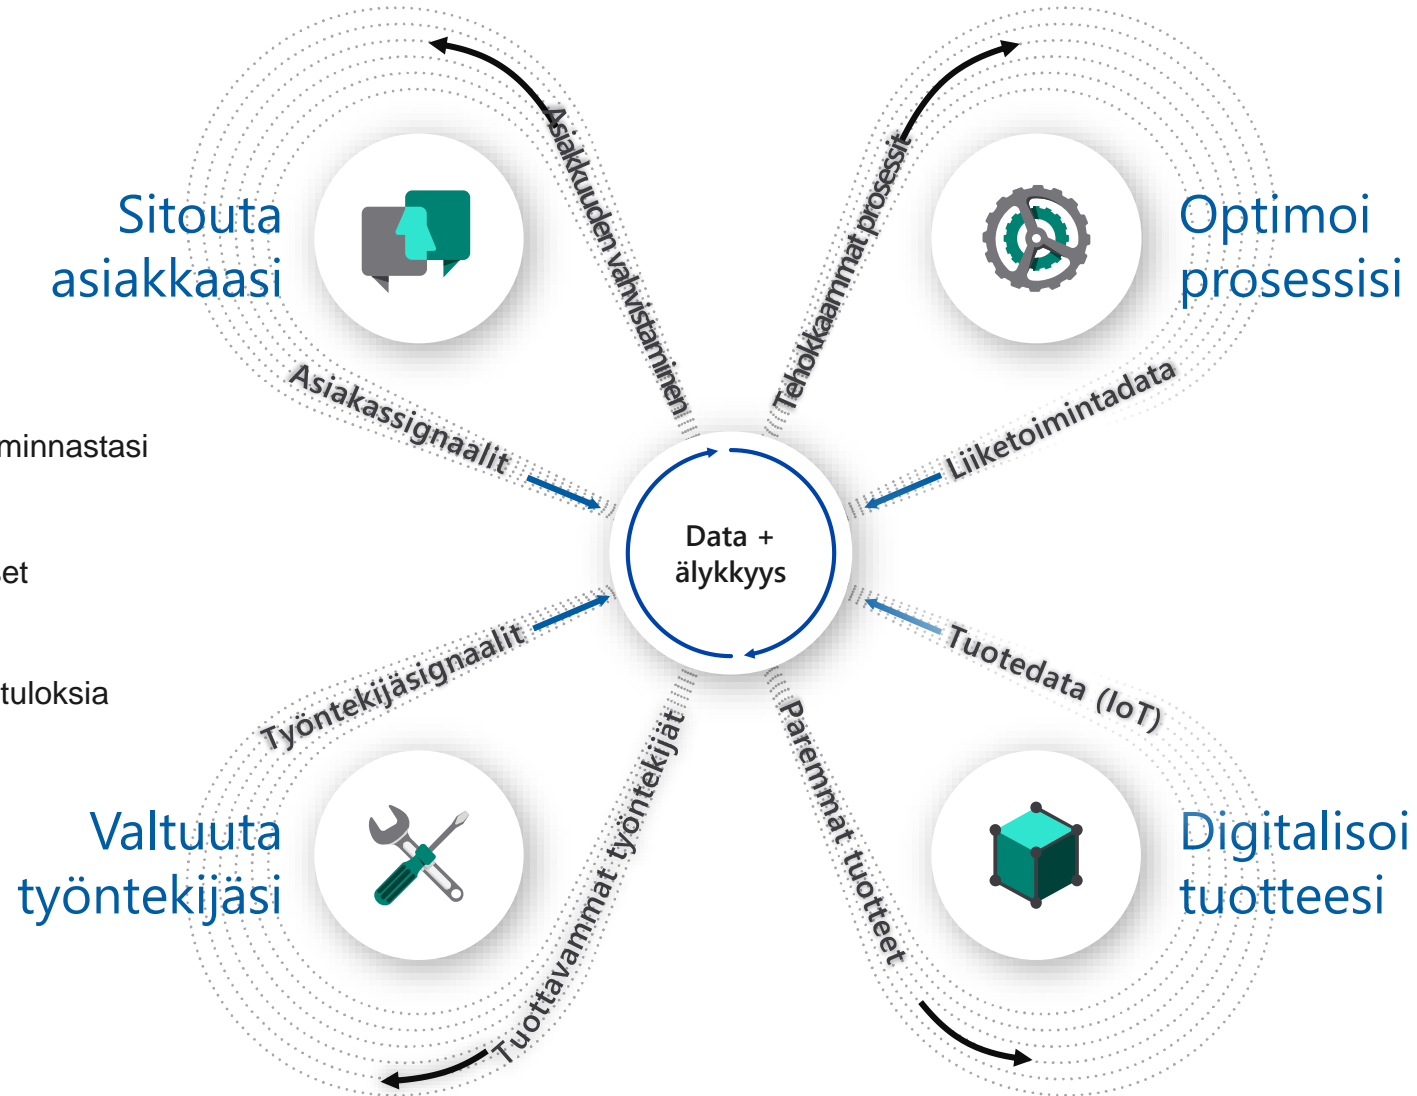 Asiakkuuden vahvistaminen
Tehokkaammat prosessit
Sitouta
asiakkaasi
Optimoi
prosessisi
Asiakassignaalit
Liiketoimintadata
minnastasi
Data +
älykkyys
set
Työntekijäsignaalit
Tuotedata (IoT)
tuloksia
Tuottavammat työntekijät
Paremmat tuotteet
Valtuuta
työntekijäsi
Digitalisoi
tuotteesi